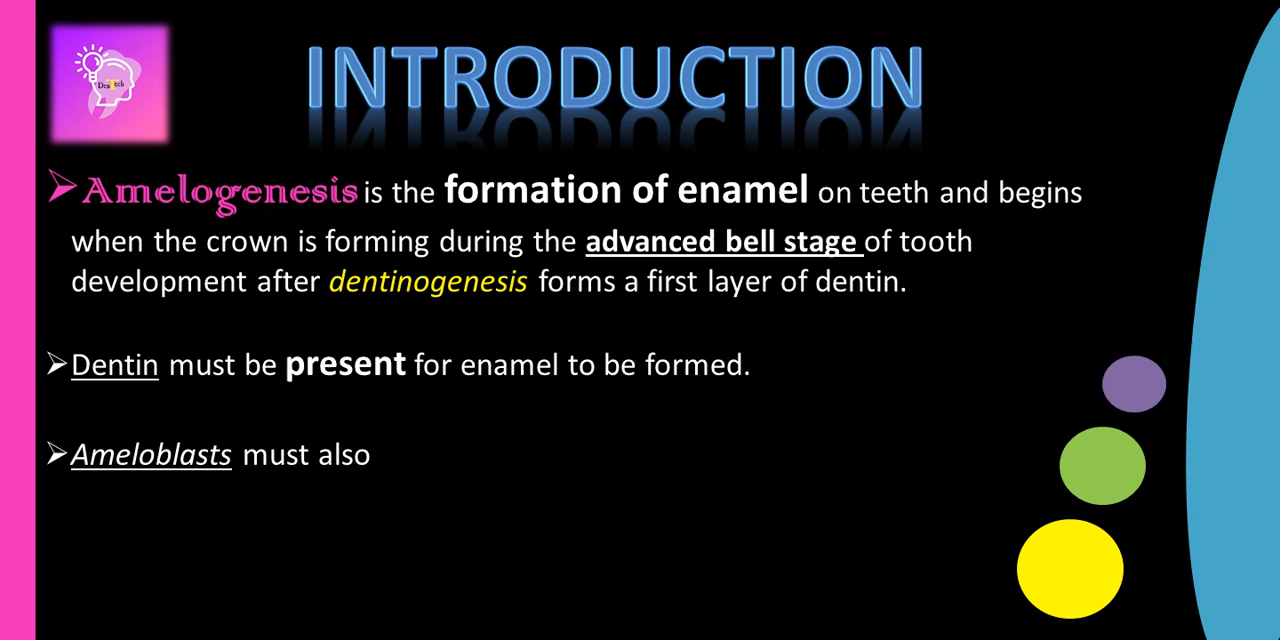 DenTech
INTRODUCTION
Amelogenesis is the formation of enamel on teeth and begins
when the crown is forming during the advanced bell stage of tooth
development after dentinogenesis forms a first layer of dentin.
Dentin must be present for enamel to be formed.
Ameloblasts must also